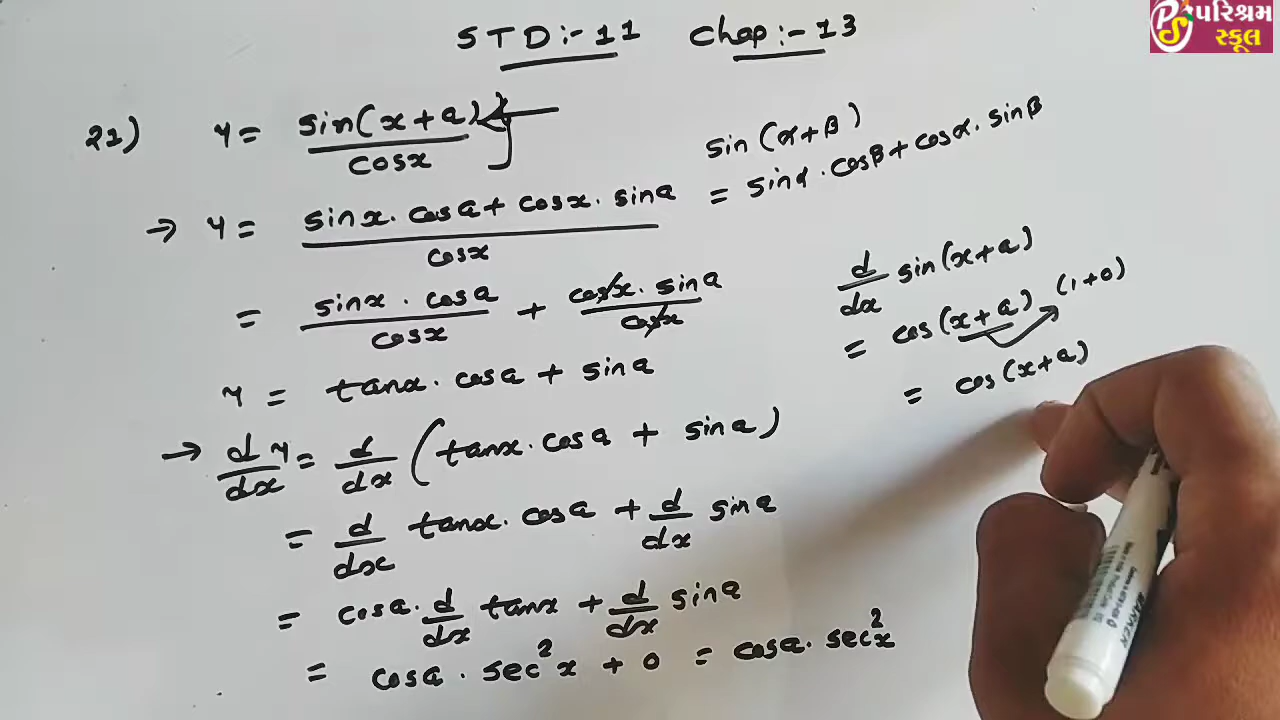 STD:- 11 Chap:- 13
પરિશ્રમ
સ્કૂલ
21) y = sin(x+a) / cosx
sin(α+β)
= sinα . cosβ + cosα . sinβ
→ y = sinx . cosa + cosx . sina / cosx
= sinx . cosa / cosx + cosx . sina / cosx
y = tanx . cosa + sina
→ d/dx y = d/dx (tanx . cosa + sina)
= d/dx tanx . cosa + d/dx sina
= cosa . d/dx tanx + d/dx sina
= cosa . sec²x + 0 = cosa . sec²x
d/dx sin(x+a)
= cos(x+a) (1+0)
= cos(x+a)